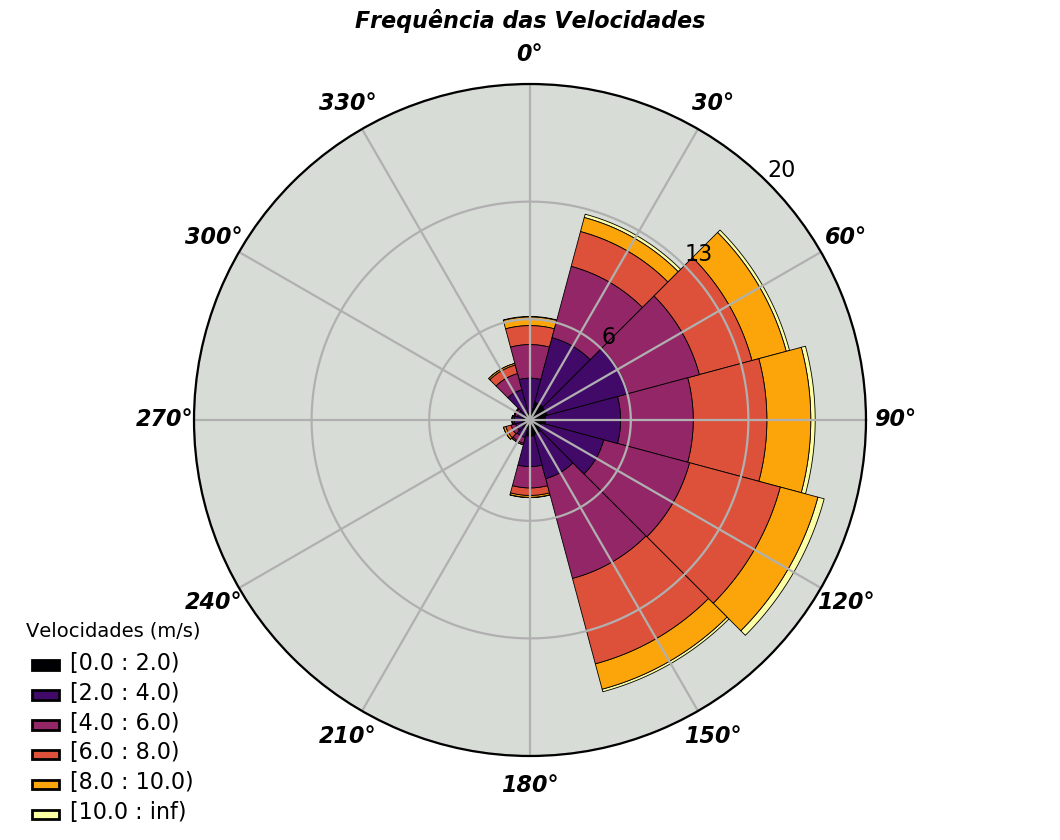 Frequência das Velocidades
0°
330°
30°
20
300°
60°
13
6
270°
90°
240°
120°
210°
150°
180°
Velocidades (m/s)
[0.0 : 2.0)
[2.0 : 4.0)
[4.0 : 6.0)
[6.0 : 8.0)
[8.0 : 10.0)
[10.0 : inf)